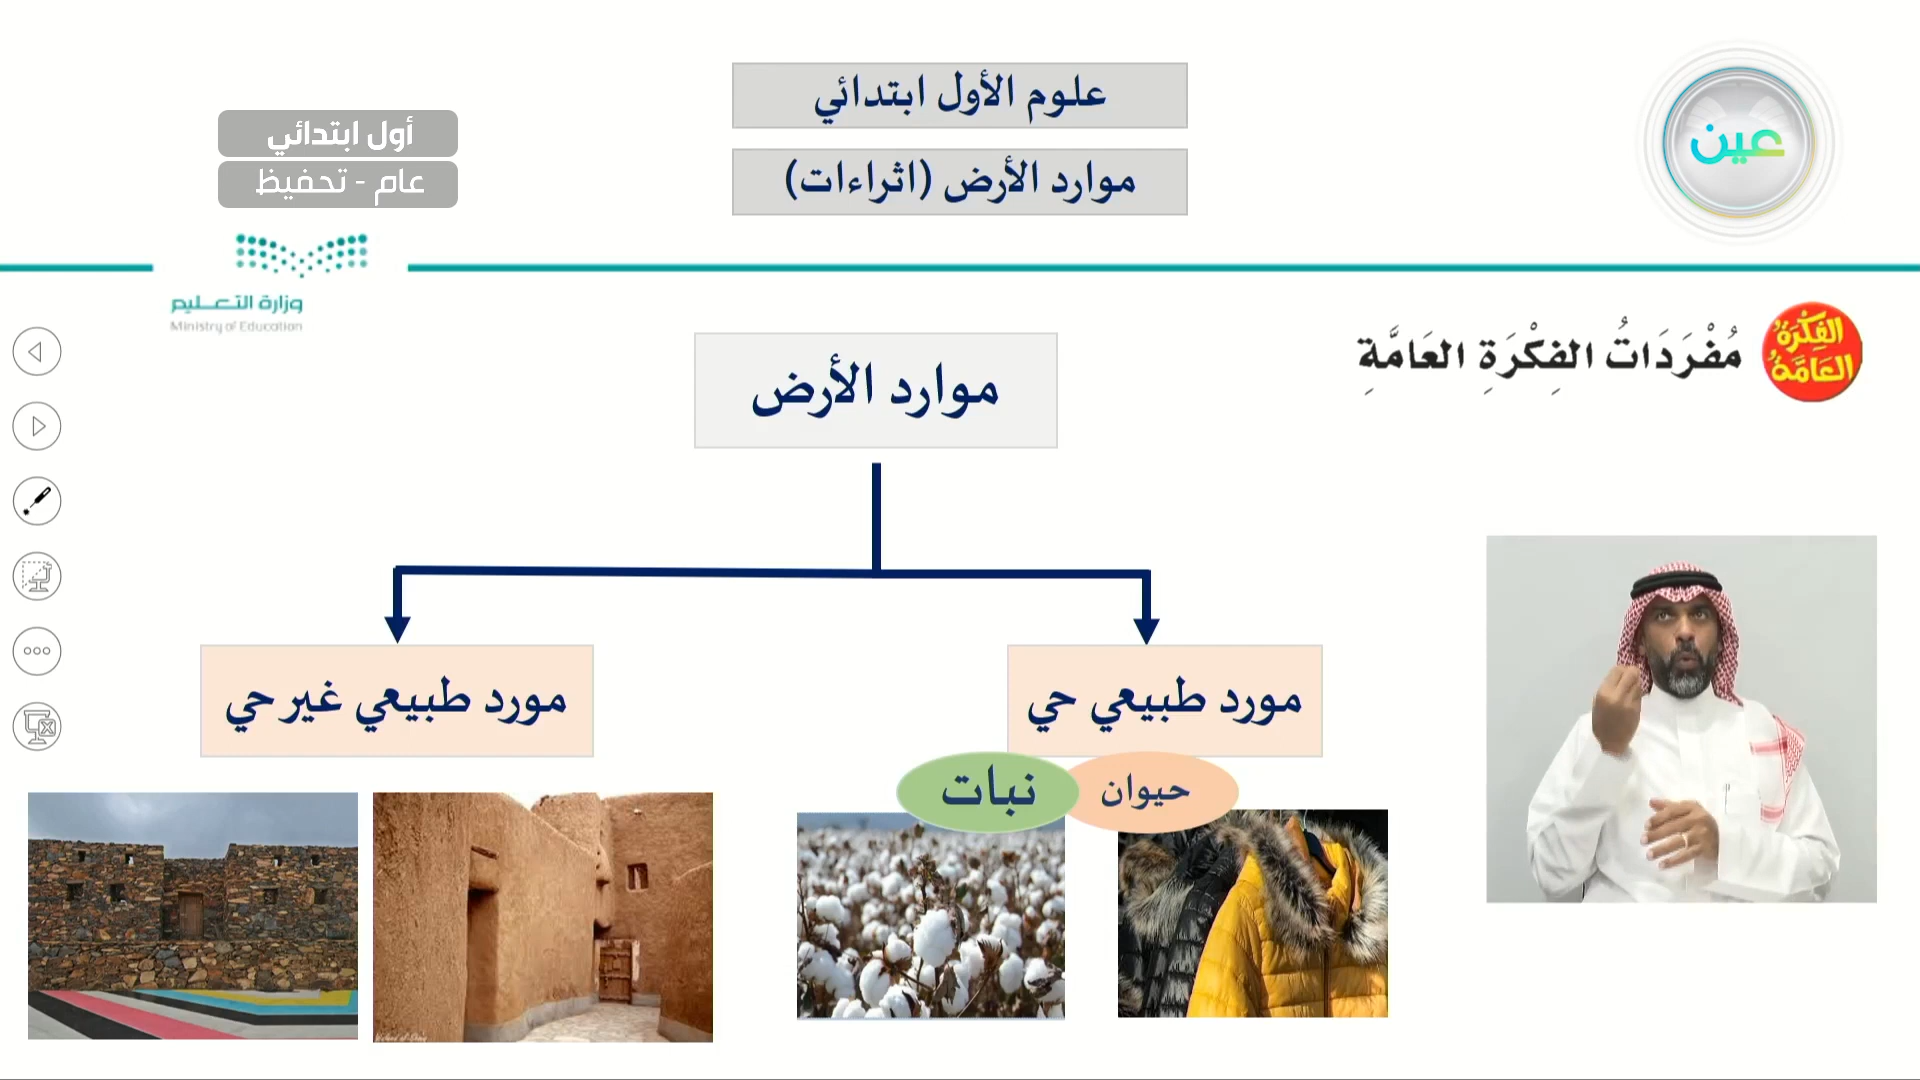 علوم الأول ابتدائي
موارد الأرض (اثراءات)
عين
أول ابتدائي
عام - تحفيظ
وزارة التعليم
Ministry of Education
الفِكْرَةُ
العَامَّةُ
مُفْرَدَاتُ الفِكْرَةِ العَامَّةِ
موارد الأرض
مورد طبيعي حي
مورد طبيعي غير حي
حيوان
نبات